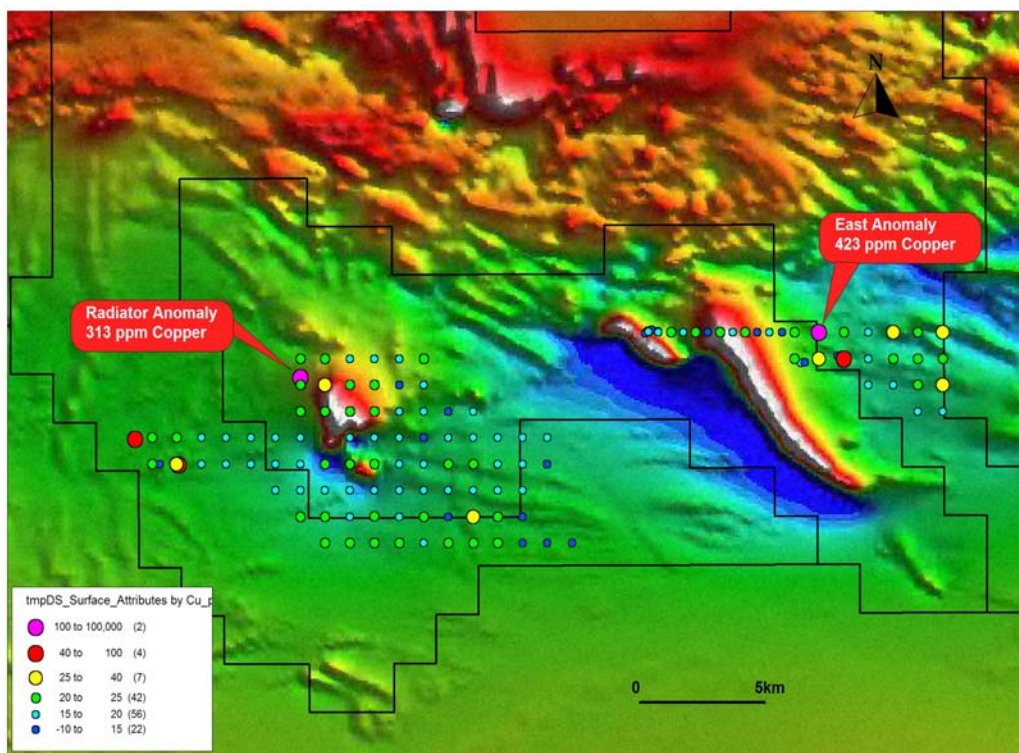 N
East Anomaly
423 ppm Copper
Radiator Anomaly
313 ppm Copper
tmpDS_Surface_Attributes by Cu_p
100 to 100,000 (2)
40 to 100 (4)
25 to 40 (7)
20 to 25 (42)
15 to 20 (56)
-10 to 15 (22)
0 5km